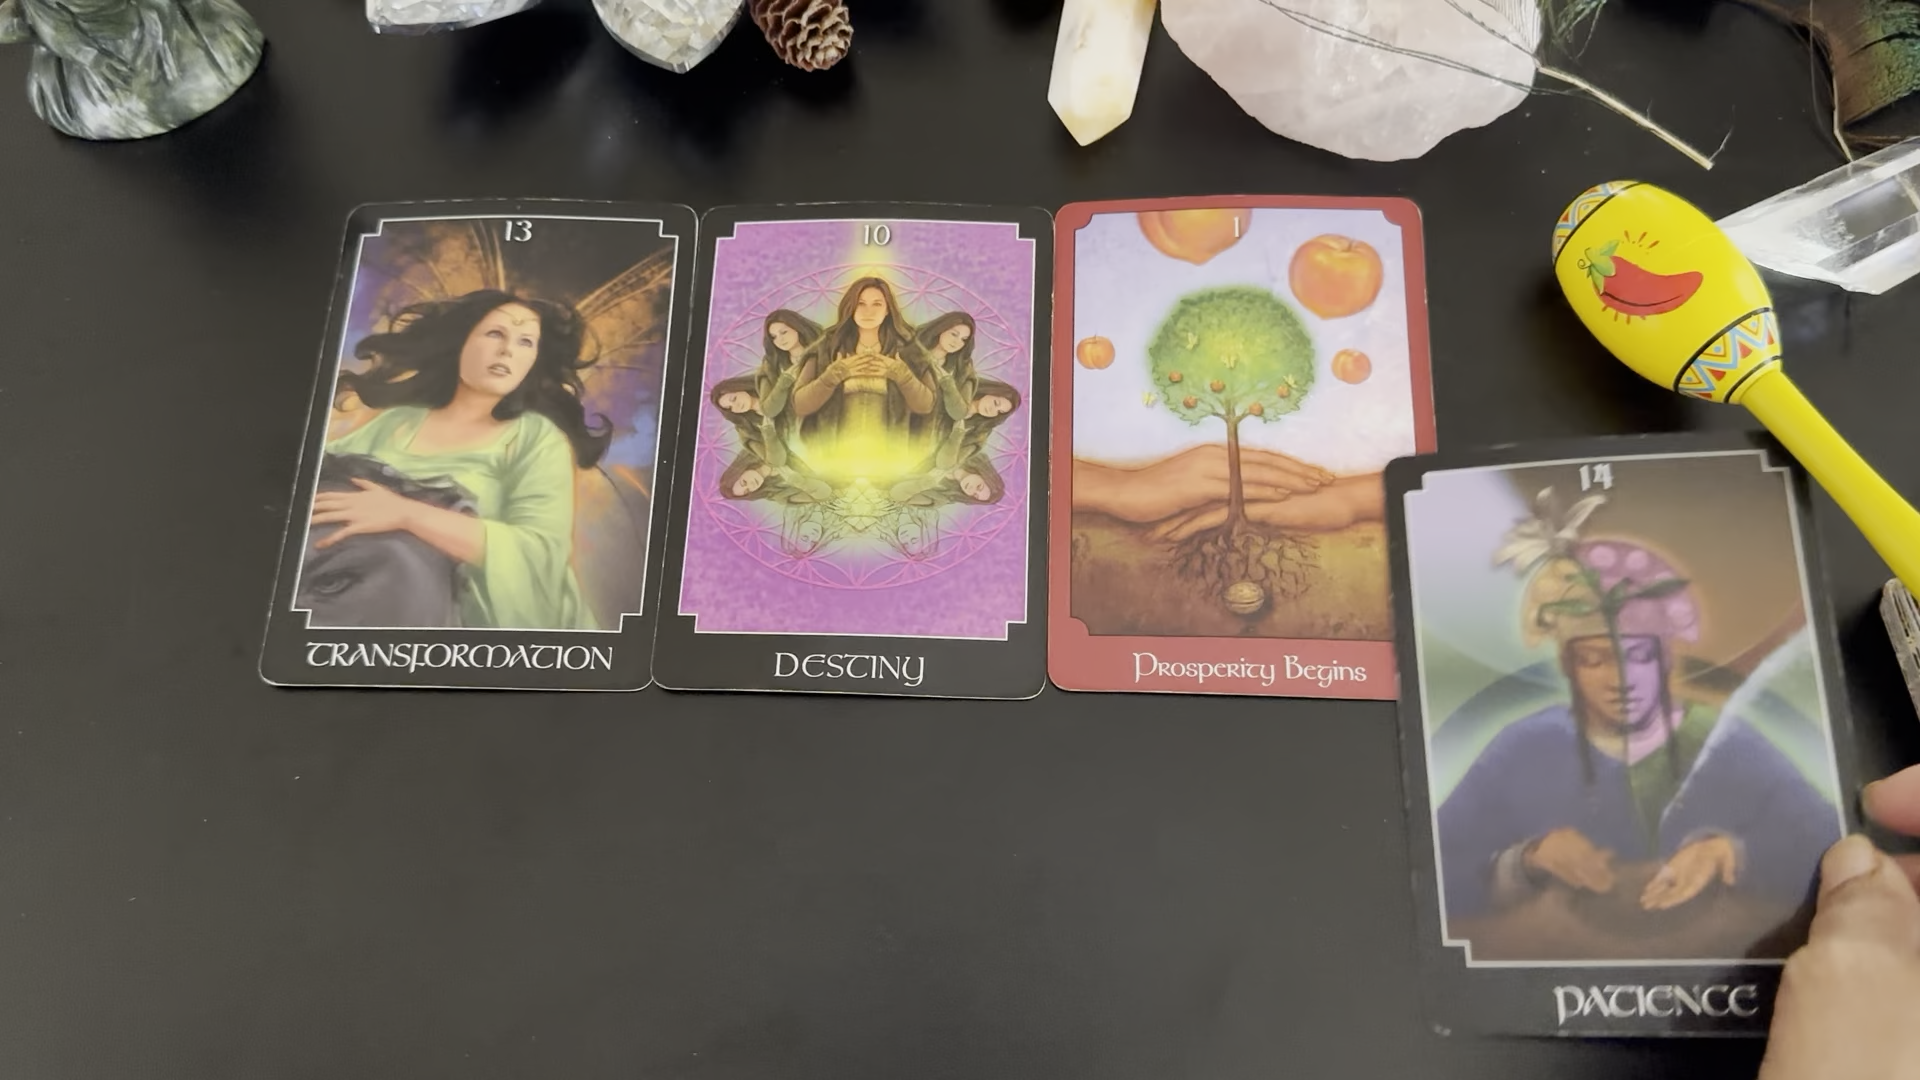 13
TRANSFORMATION
10
DESTINY
1
Prosperity Begins
14
PATIENCE